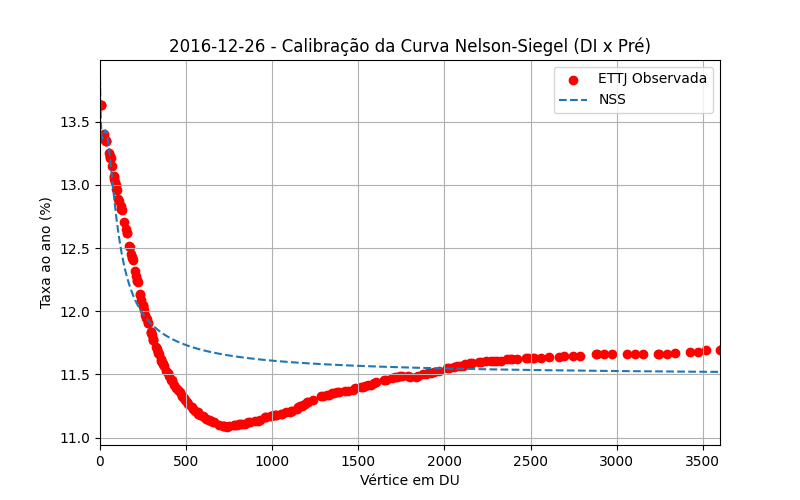 2016-12-26 - Calibração da Curva Nelson-Siegel (DI x Pré)
ETTJ Observada
NSS
Taxa ao ano (%)
13.5
13.0
12.5
12.0
11.5
11.0
0 500 1000 1500 2000 2500 3000 3500
Vértice em DU